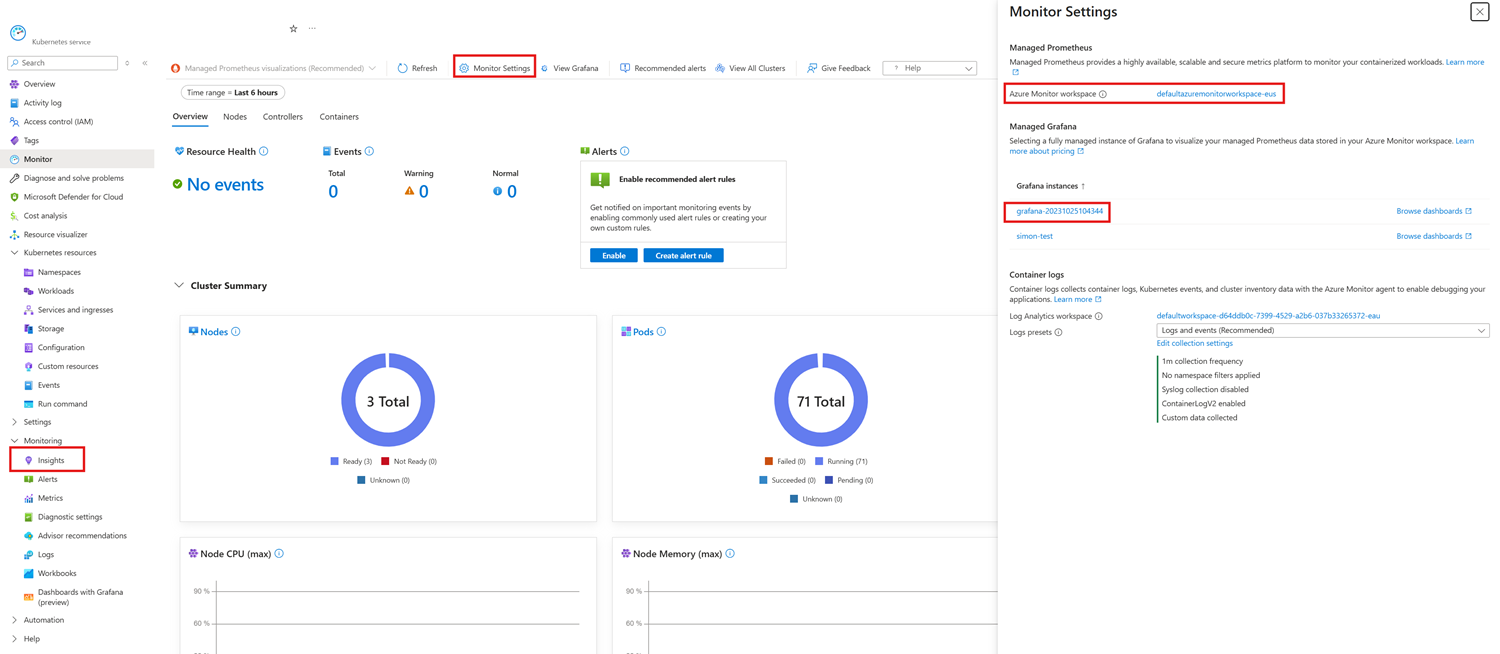 Kubernetes service
Search
Overview
Activity log
Access control (IAM)
Tags
Monitor
Diagnose and solve problems
Microsoft Defender for Cloud
Cost analysis
Resource visualizer
Kubernetes resources
Namespaces
Workloads
Services and ingresses
Storage
Configuration
Custom resources
Events
Run command
Settings
Monitoring
Insights
Alerts
Metrics
Diagnostic settings
Advisor recommendations
Logs
Workbooks
Dashboards with Grafana
(preview)
Automation
Help
Managed Prometheus visualizations (Recommended)
Refresh
Monitor Settings
View Grafana
Recommended alerts
View All Clusters
Give Feedback
? Help
Time range = Last 6 hours
Overview
Nodes
Controllers
Containers
Resource Health
No events
Events
Total
0
Warning
0
Normal
0
Alerts
Enable recommended alert rules
Get notified on important monitoring events by
enabling commonly used alert rules or creating your
own custom rules.
Enable
Create alert rule
Cluster Summary
Nodes
3 Total
Ready (3)
Not Ready (0)
Unknown (0)
Pods
71 Total
Failed (0)
Running (71)
Succeeded (0)
Pending (0)
Unknown (0)
Node CPU (max)
90 %
60 %
Node Memory (max)
90 %
60 %
Monitor Settings
Managed Prometheus
Managed Prometheus provides a highly available, scalable and secure metrics platform to monitor your containerized workloads. Learn more
Azure Monitor workspace
defaultazuremonitorworkspace-eus
Managed Grafana
Selecting a fully managed instance of Grafana to visualize your managed Prometheus data stored in your Azure Monitor workspace. Learn
more about pricing
Grafana instances ↑
grafana-20231025104344
Browse dashboards
simon-test
Browse dashboards
Container logs
Container logs collects container logs, Kubernetes events, and cluster inventory data with the Azure Monitor agent to enable debugging your
applications. Learn more
Log Analytics workspace
defaultworkspace-d64ddb0c-7399-4529-a2b6-037b33265372-eau
Logs presets
Logs and events (Recommended)
Edit collection settings
1m collection frequency
No namespace filters applied
Syslog collection disabled
ContainerLogV2 enabled
Custom data collected